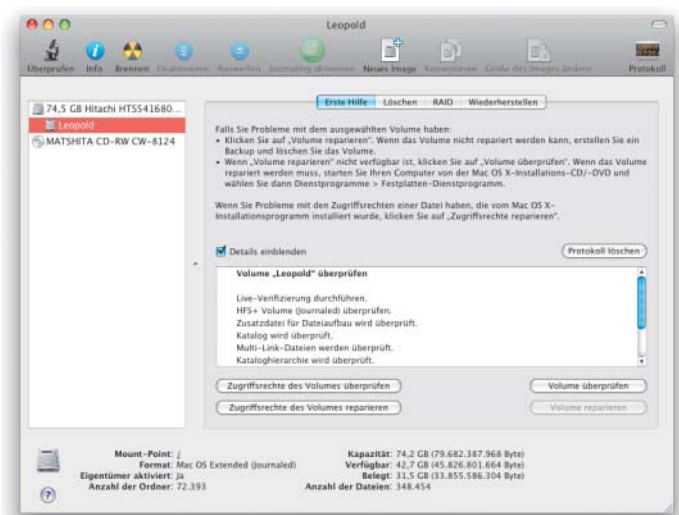 Leopold
Überprüfen Info Brennen Deaktivieren Auswerfen Journaling aktivieren Neues Image Konvertieren Größe des Images ändern Protokoll
74,5 GB Hitachi HTS541680...
Leopold
MATSHITA CD-RW CW-8124
Erste Hilfe Löschen RAID Wiederherstellen
Falls Sie Probleme mit dem ausgewählten Volume haben:
• Klicken Sie auf „Volume reparieren“. Wenn das Volume nicht repariert werden kann, erstellen Sie ein
Backup und löschen Sie das Volume.
• Wenn „Volume reparieren“ nicht verfügbar ist, klicken Sie auf „Volume überprüfen“. Wenn das Volume
repariert werden muss, starten Sie Ihren Computer von der Mac OS X-Installations-CD/-DVD und
wählen Sie dann Dienstprogramme > Festplatten-Dienstprogramm.
Wenn Sie Probleme mit den Zugriffsrechten einer Datei haben, die vom Mac OS X-
Installationsprogramm installiert wurde, klicken Sie auf „Zugriffsrechte reparieren“.
Details einblenden
Protokoll löschen
Volume „Leopold“ überprüfen
Live-Verifizierung durchführen.
HFS+ Volume (Journaled) überprüfen.
Zusatzdatei für Dateiaufbau wird überprüft.
Katalog wird überprüft.
Multi-Link-Dateien werden überprüft.
Kataloghierarchie wird überprüft.
Zugriffsrechte des Volumes überprüfen Volume überprüfen
Zugriffsrechte des Volumes reparieren Volume reparieren
Mount-Point: / Kapazität: 74,2 GB (79.682.387.968 Byte)
Format: Mac OS Extended (Journaled) Verfügbar: 42,7 GB (45.826.801.664 Byte)
Eigentümer aktiviert: Ja Belegt: 31,5 GB (33.855.586.304 Byte)
Anzahl der Ordner: 72.393 Anzahl der Dateien: 348.454
?